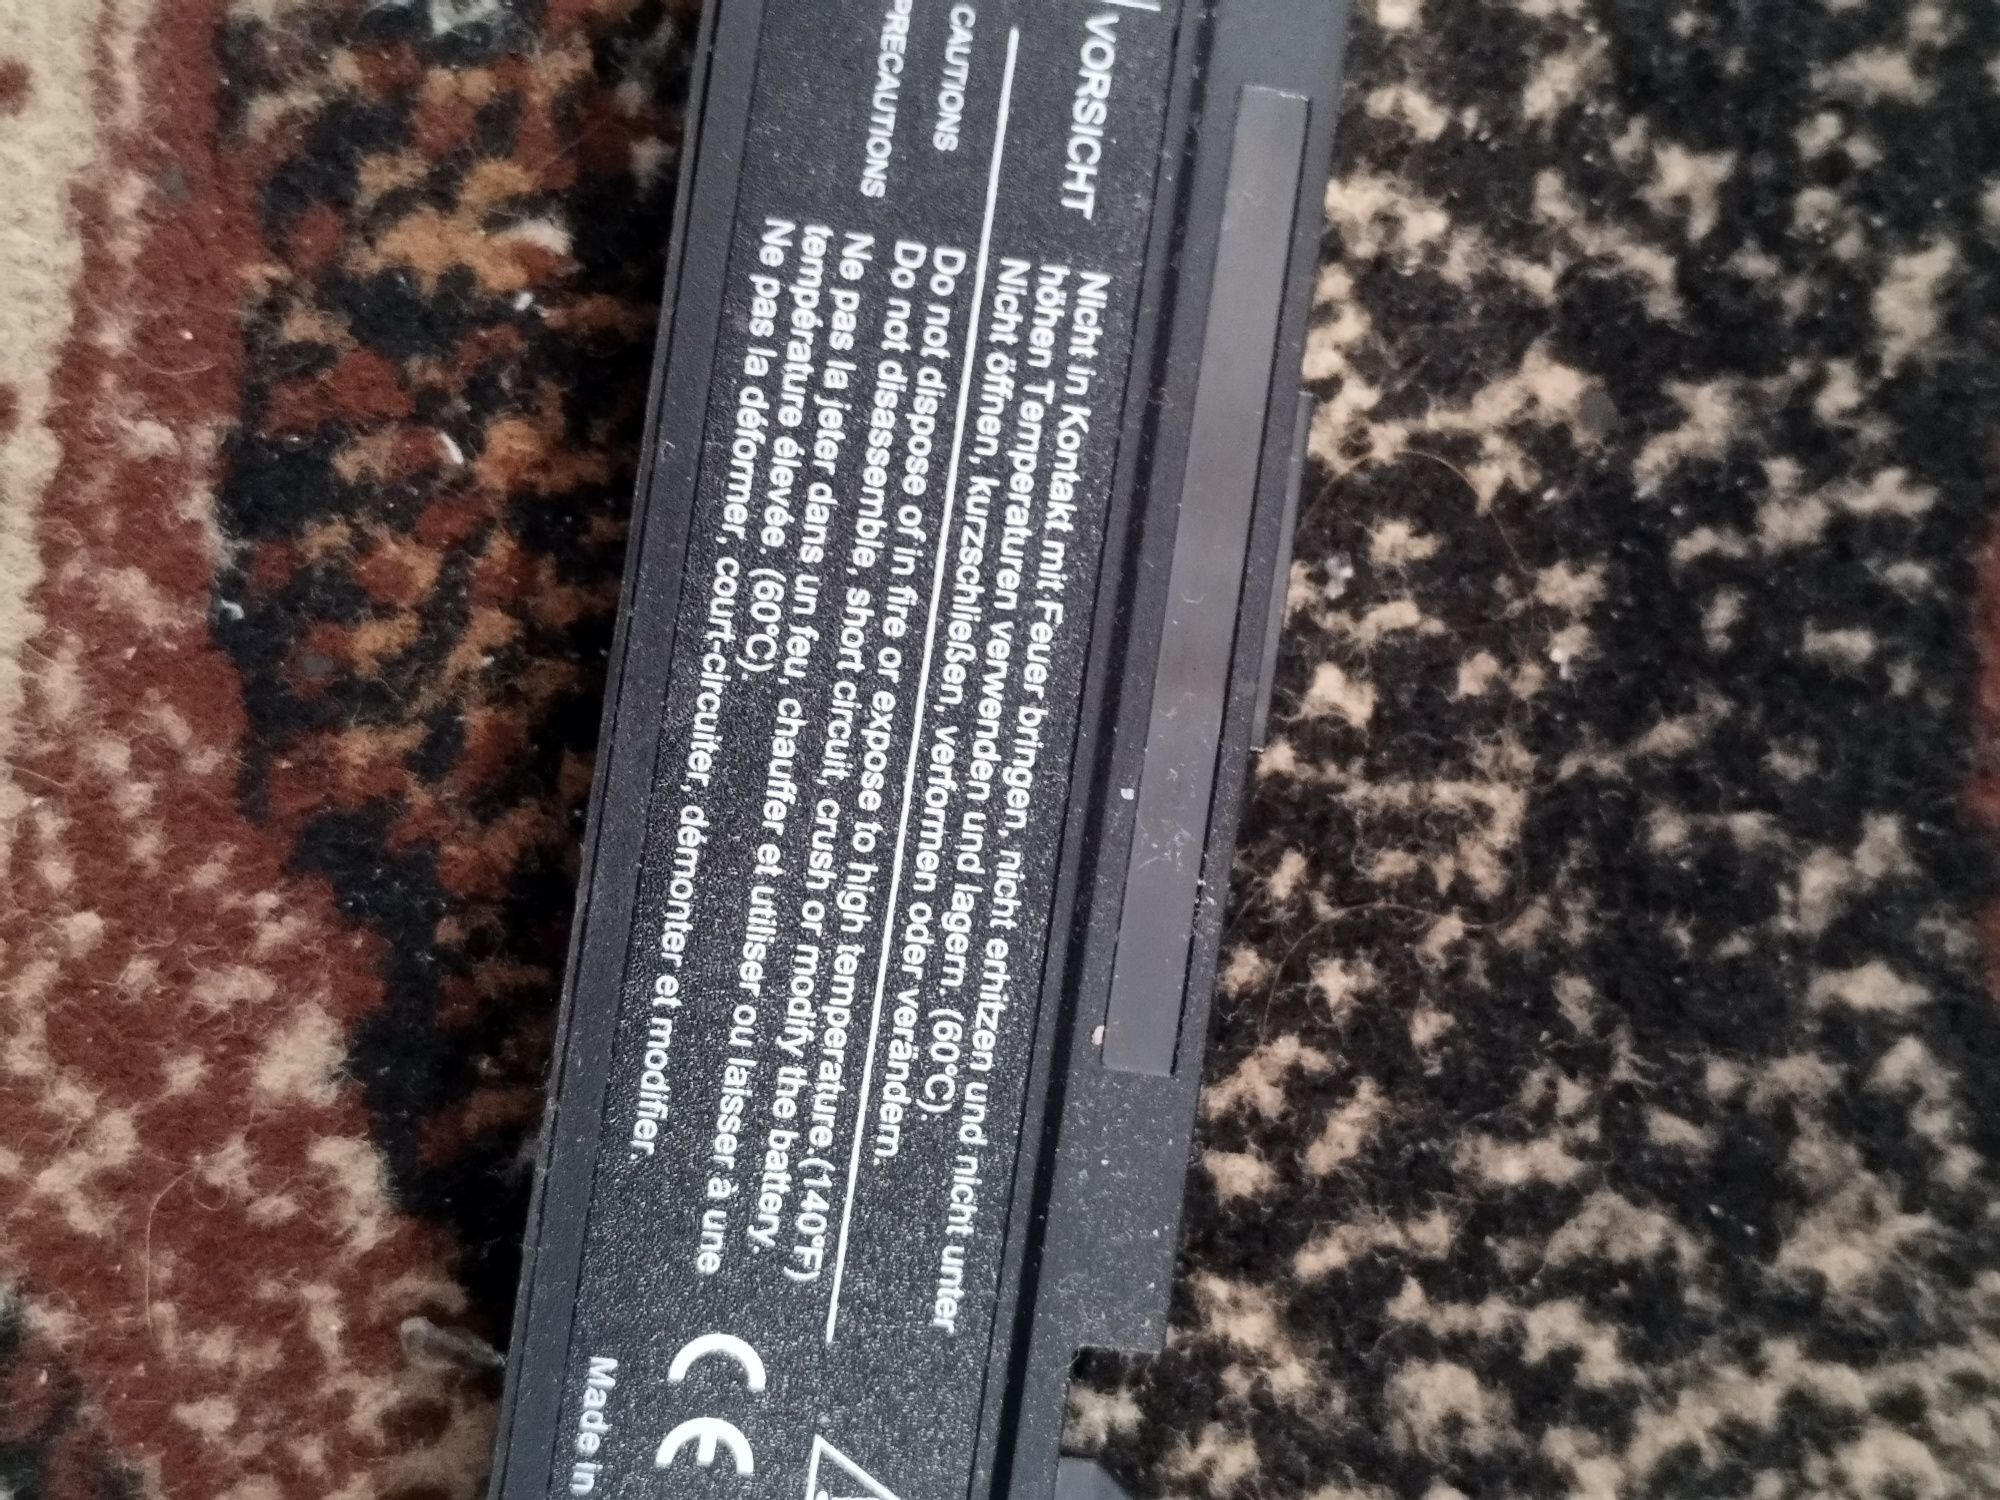 VORSICHT
Nicht in Kontakt mit Feuer bringen, nicht erhitzen und nicht unter
höhen Temperaturen verwenden und lagern. (60°C)
Nicht öffnen, kurzschließen, verformen oder verändern.
CAUTIONS
Do not dispose of in fire or expose to high temperature.(140°F)
Do not disassemble, short circuit, crush or modify the battery.
PRECAUTIONS
Ne pas le jeter dans un feu, chauffer et utiliser ou laisser à une
température élevée. (60°C).
Ne pas la déformer, court-circuiter, démonter et modifier.
CE
Made in